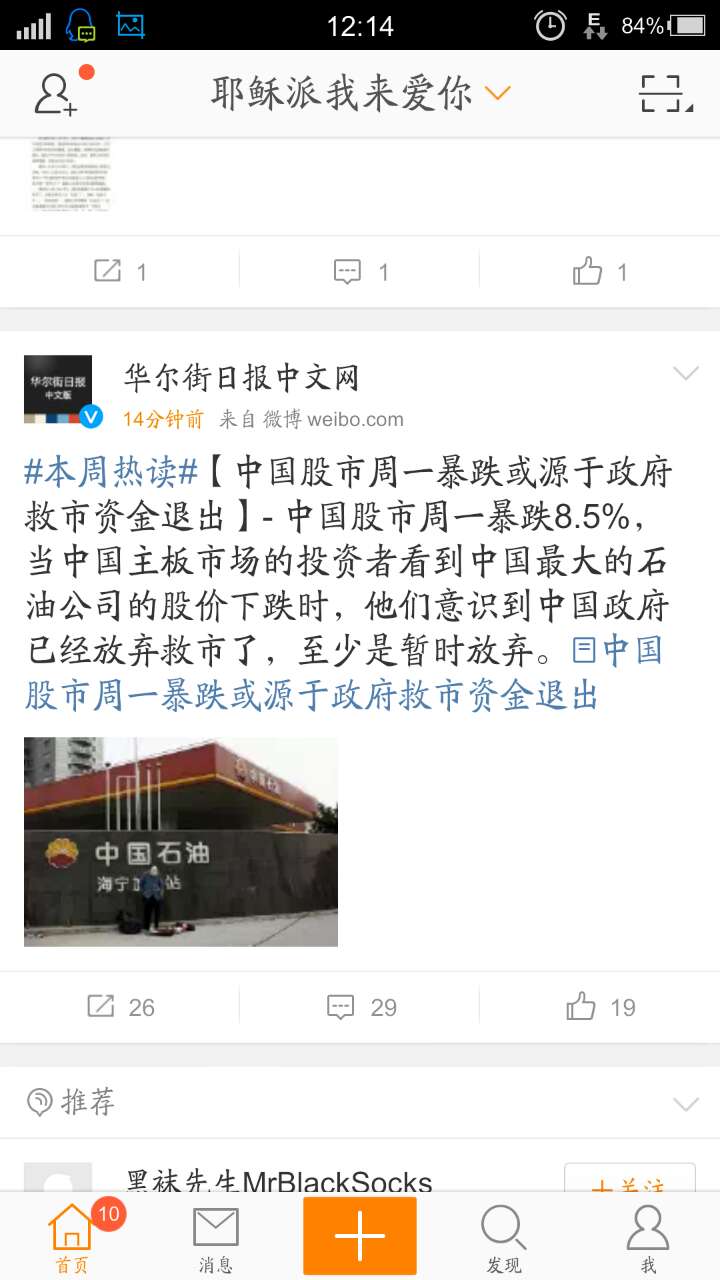 12:14
E
84%
耶稣派我来爱你
1
1
1
华尔街日报
中文版
V
华尔街日报中文网
14分钟前 来自 微博 weibo.com
#本周热读#【中国股市周一暴跌或源于政府
救市资金退出】- 中国股市周一暴跌8.5%，
当中国主板市场的投资者看到中国最大的石
油公司的股价下跌时，他们意识到中国政府
已经放弃救市了，至少是暂时放弃。中国
股市周一暴跌或源于政府救市资金退出
中国石油
中国石油
海宁加 站
26
29
19
推荐
黑袜先生MrBlackSocks
关注
10
首页
消息
发现
我